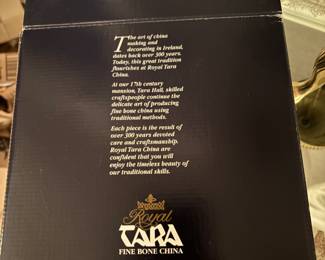 The art of china
making and
decorating in Ireland,
dates back over 300 years.
Today, this great tradition
flourishes at Royal Tara
China.
At our 17th century
mansion, Tara Hall, skilled
craftspeople continue the
delicate art of producing
fine bone china using
traditional methods.
Each piece is the result of
over 300 years devoted
care and craftsmanship.
Royal Tara China are
confident that you will
enjoy the timeless beauty of
our traditional skills.
Royal
TARA
FINE BONE CHINA